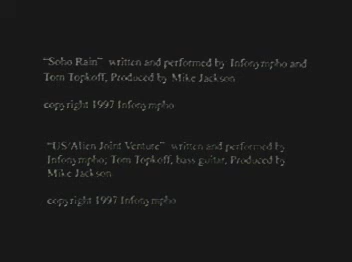 "Soho Rain" written and performed by Infonympho and
Tom Topkoff, Produced by Mike Jackson
copyright 1997 Infonympho
"US/Alien Joint Venture" written and performed by
Infonympho; Tom Topkoff, bass guitar, Produced by
Mike Jackson
copyright 1997 Infonympho